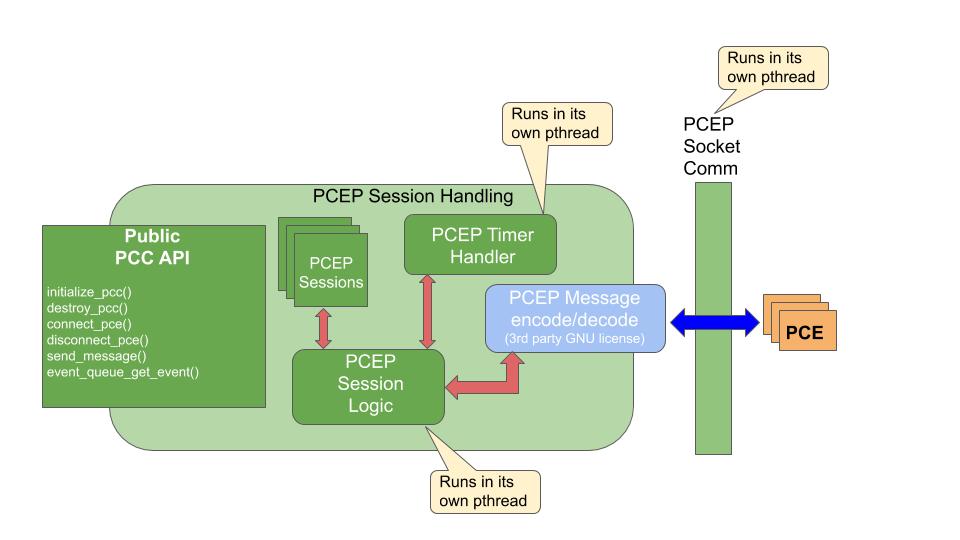 Runs in its
own pthread
Runs in its
own pthread
PCEP
Socket
Comm
PCEP Session Handling
Public
PCC API
initialize_pcc()
destroy_pcc()
connect_pce()
disconnect_pce()
send_message()
event_queue_get_event()
PCEP
Sessions
PCEP Timer
Handler
PCEP Message
encode/decode
(3rd party GNU license)
PCE
PCEP
Session
Logic
Runs in its
own pthread